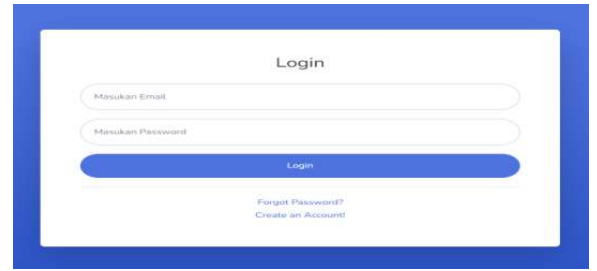 Login
Masukan Email
Masukan Password
Login
Forgot Password?
Create an Account!